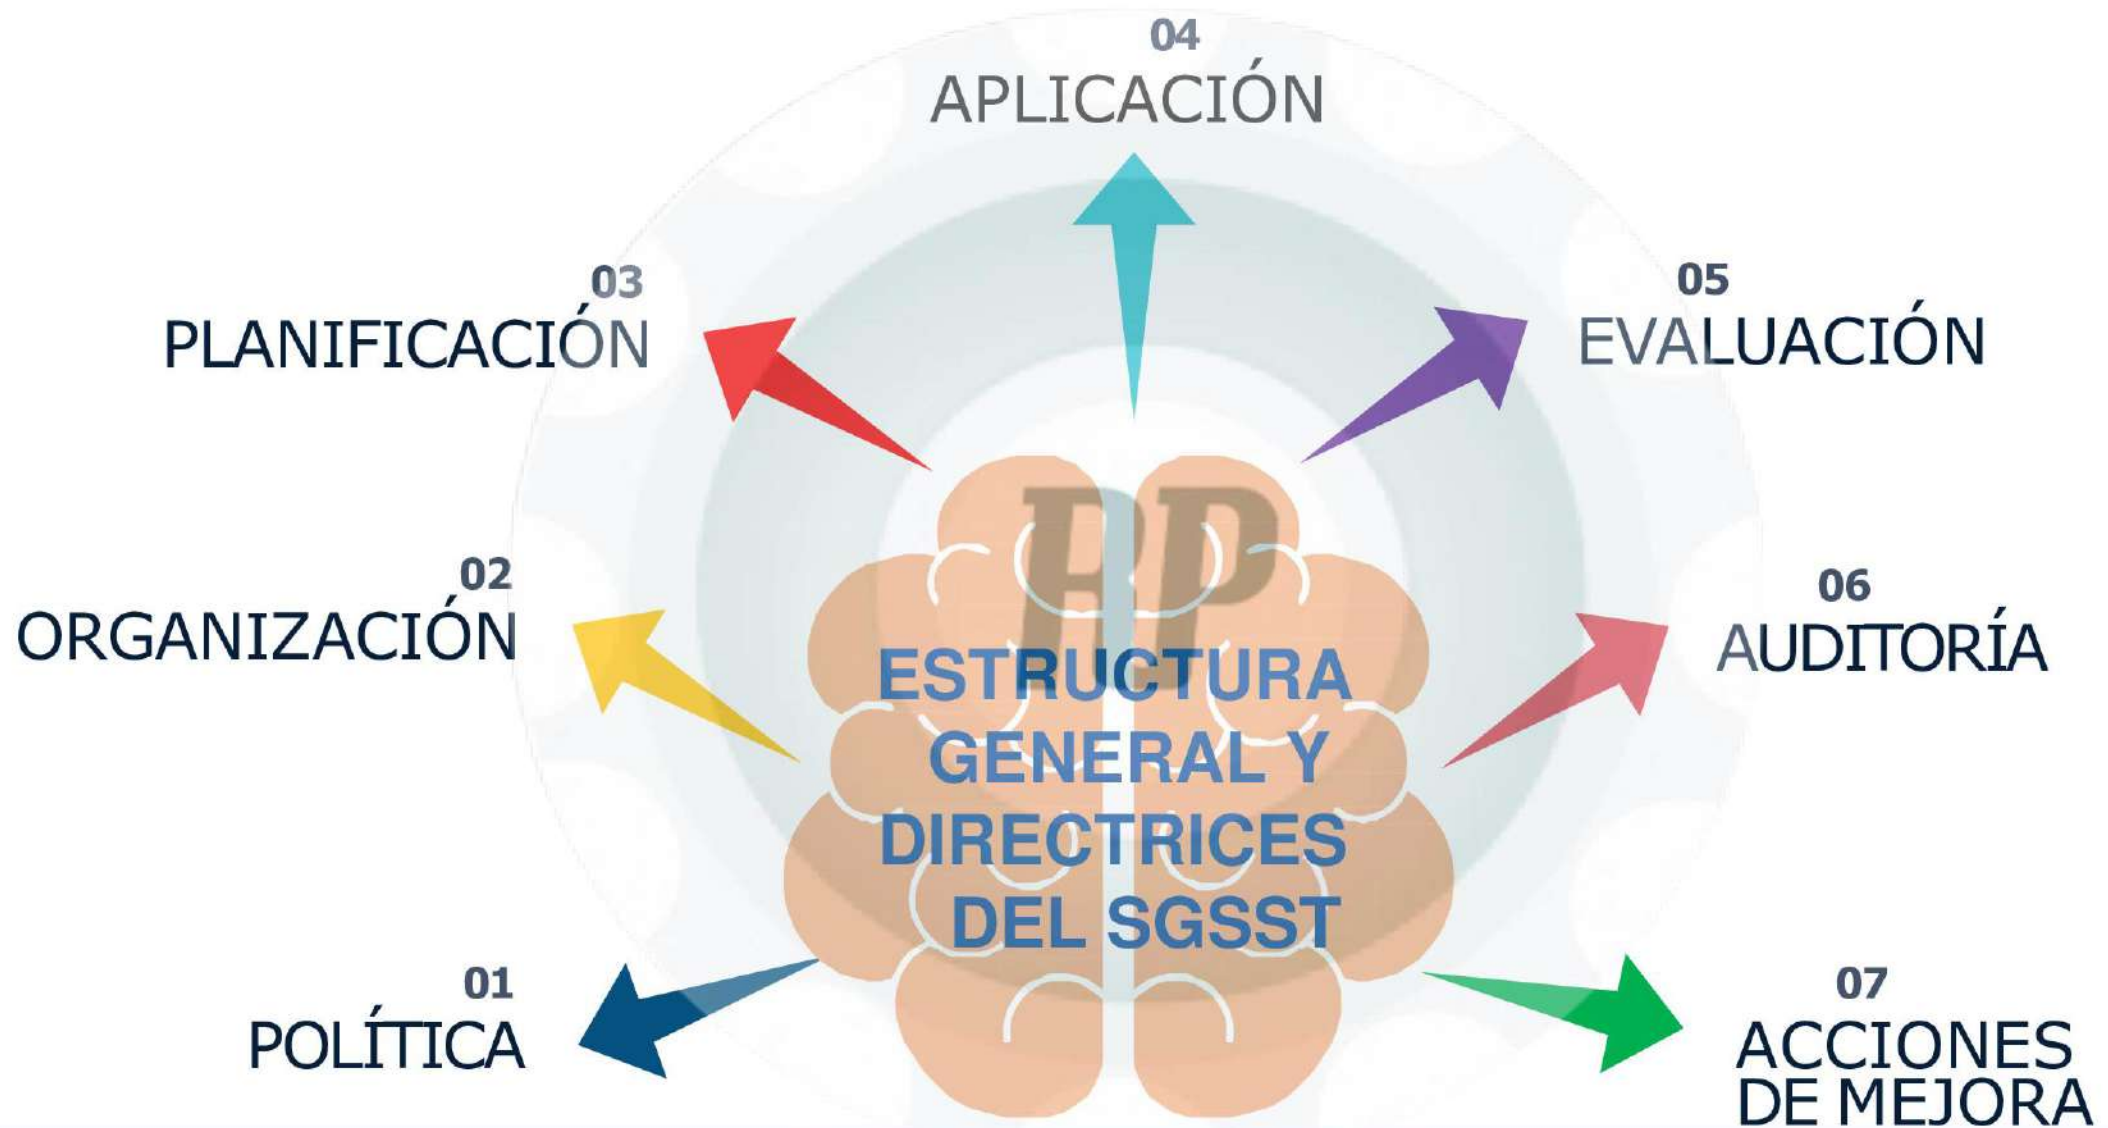 04
APLICACIÓN
03
PLANIFICACIÓN
05
EVALUACIÓN
02
ORGANIZACIÓN
06
AUDITORÍA
RP
ESTRUCTURA
GENERAL Y
DIRECTRICES
DEL SGSST
01
POLÍTICA
07
ACCIONES
DE MEJORA